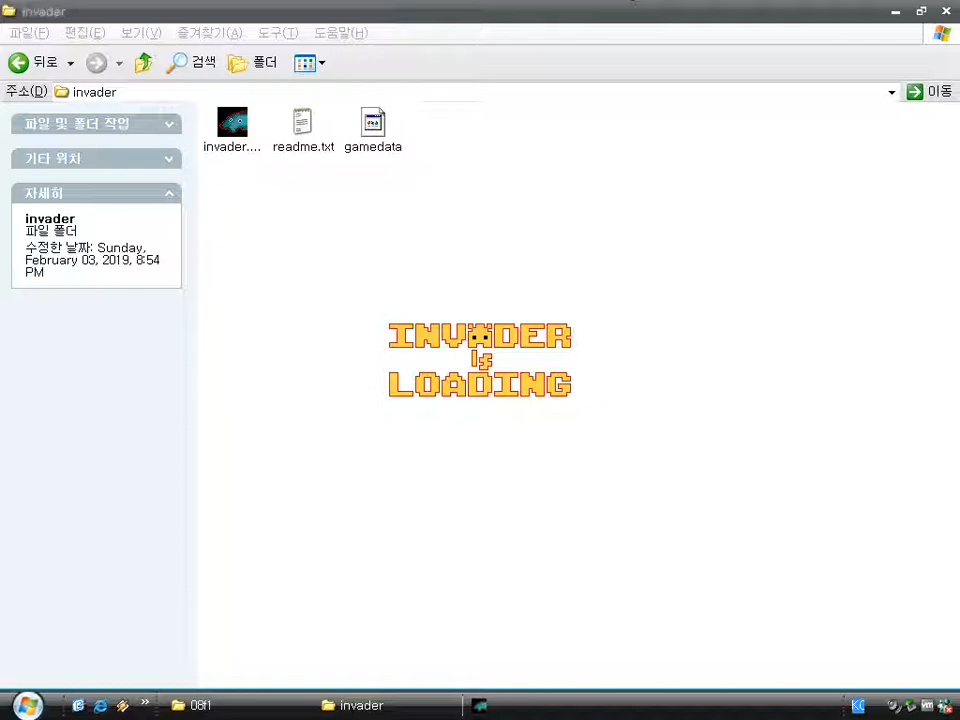 invader
파일(F) 편집(E) 보기(V) 즐겨찾기(A) 도구(T) 도움말(H)
뒤로 검색 폴더
주소(D) invader 이동
파일 및 폴더 작업
기타 위치
자세히
invader
파일 폴더
수정한 날짜: Sunday,
February 03, 2019, 8:54
PM
invader.... readme.txt gamedata
INVADER
IS
LOADING
08f1 invader